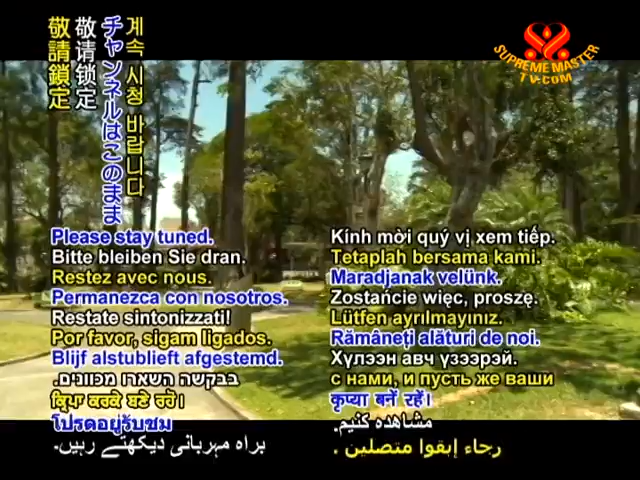 敬請鎖定
敬请锁定
チャンネルはこのまま
계속 시청 바랍니다
SUPREME MASTER
TV.COM
Please stay tuned.
Bitte bleiben Sie dran.
Restez avec nous.
Permanezca con nosotros.
Restate sintonizzati!
Por favor, sigam ligados.
Blijf alstublieft afgestemd.
בבקשה השארו מכוונים.
ਕ੍ਰਿਪਾ ਕਰਕੇ ਬਣੇ ਰਹੋ।
โปรดอยู่รับชม
براہ مہربانی دیکھتے رہیں.
Kính mời quý vị xem tiếp.
Tetaplah bersama kami.
Maradjanak velünk.
Zostańcie więc, proszę.
Lütfen ayrılmayınız.
Rămâneți alături de noi.
Хүлээн авч үзээрэй.
с нами, и пусть же ваши
कृप्या बनें रहें।
مشاهده کنیم.
رجاء إبقوا متصلين .